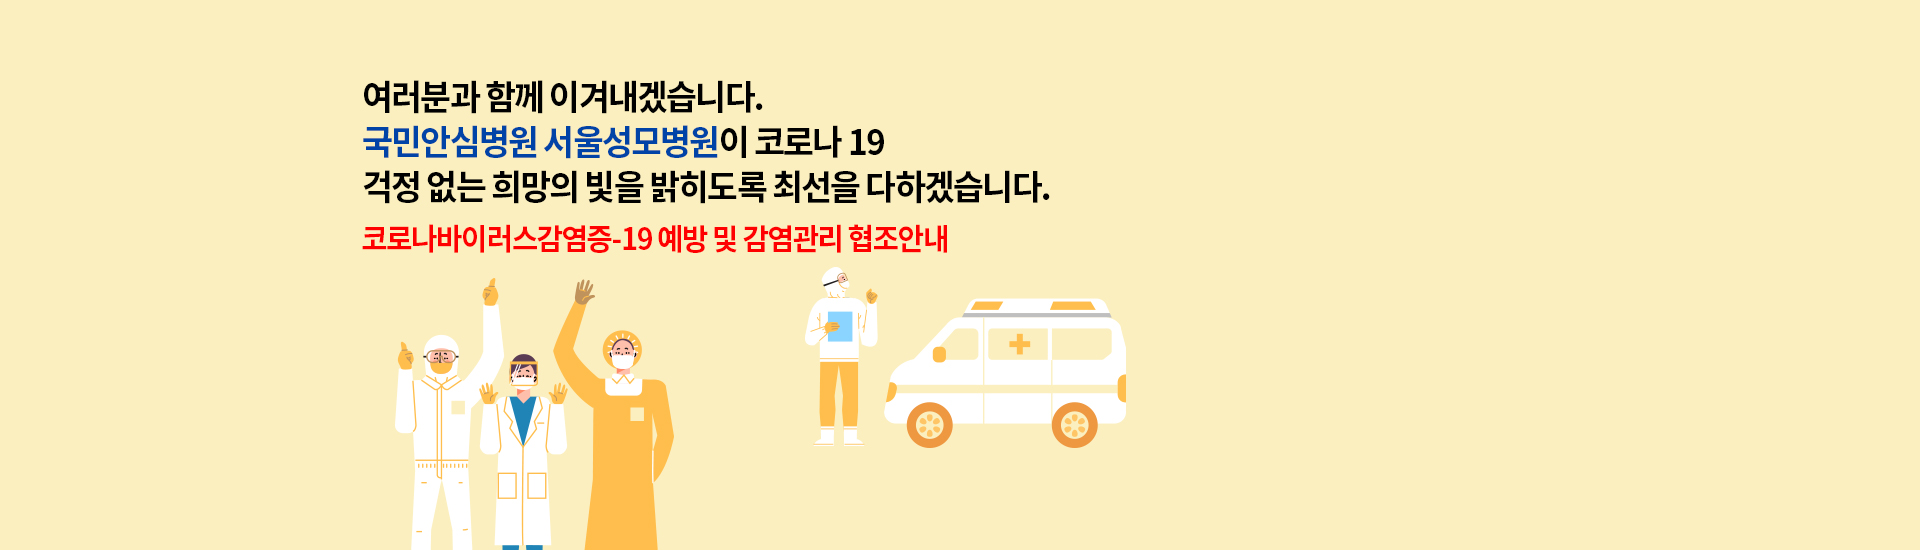 여러분과 함께 이겨내겠습니다.
국민안심병원 서울성모병원이 코로나 19
걱정 없는 희망의 빛을 밝히도록 최선을 다하겠습니다.
코로나바이러스감염증-19 예방 및 감염관리 협조안내